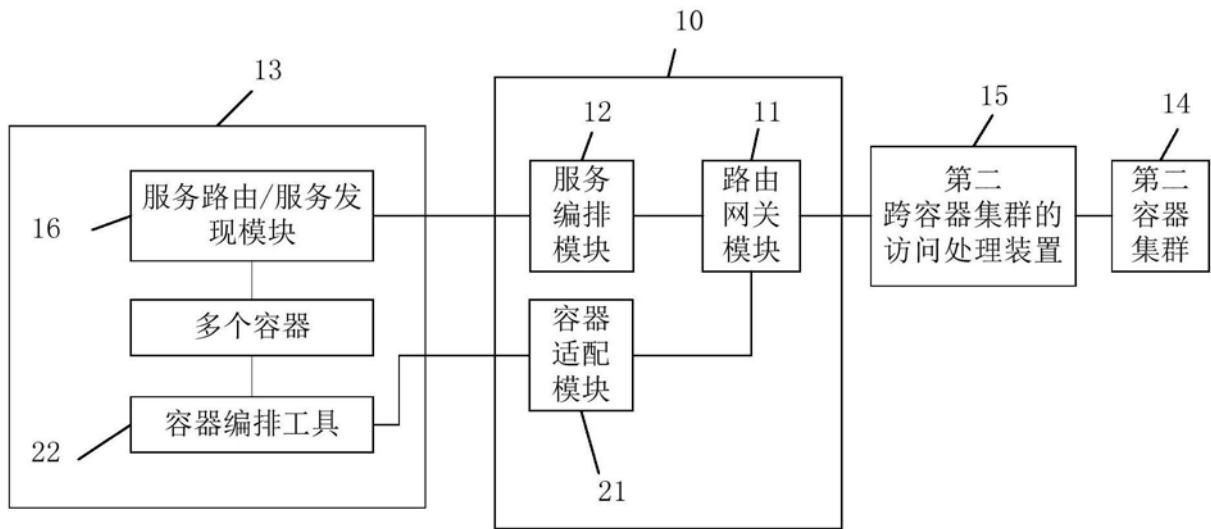 10
13
12
11
15
14
服务路由/服务发
现模块
16
服务
编排
模块
路由
网关
模块
第二
跨容器集群的
访问处理装置
第二
容器
集群
多个容器
容器
适配
模块
容器编排工具
22
21